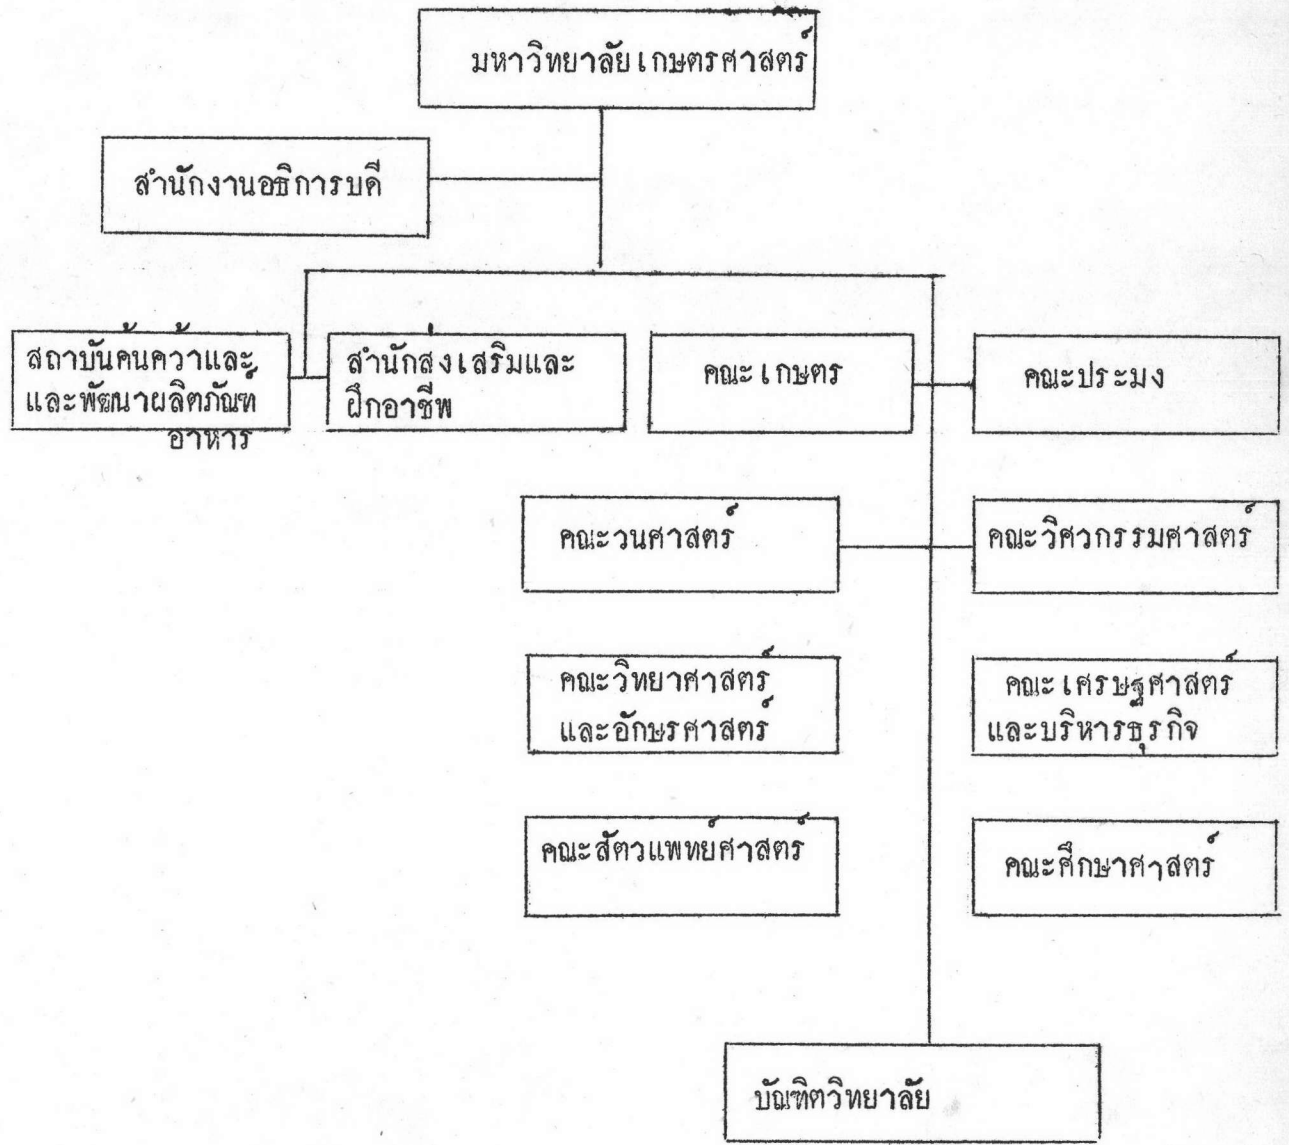 มหาวิทยาลัยเกษตรศาสตร์
สำนักงานอธิการบดี
สถาบันค้นคว้าและ
และพัฒนาผลิตภัณฑ์
อาหาร
สำนักส่งเสริมและ
ฝึกอาชีพ
คณะเกษตร
คณะประมง
คณะวนศาสตร์
คณะวิศวกรรมศาสตร์
คณะวิทยาศาสตร์
และอักษรศาสตร์
คณะเศรษฐศาสตร์
และบริหารธุรกิจ
คณะสัตวแพทย์ศาสตร์
คณะศึกษาศาสตร์
บัณฑิตวิทยาลัย